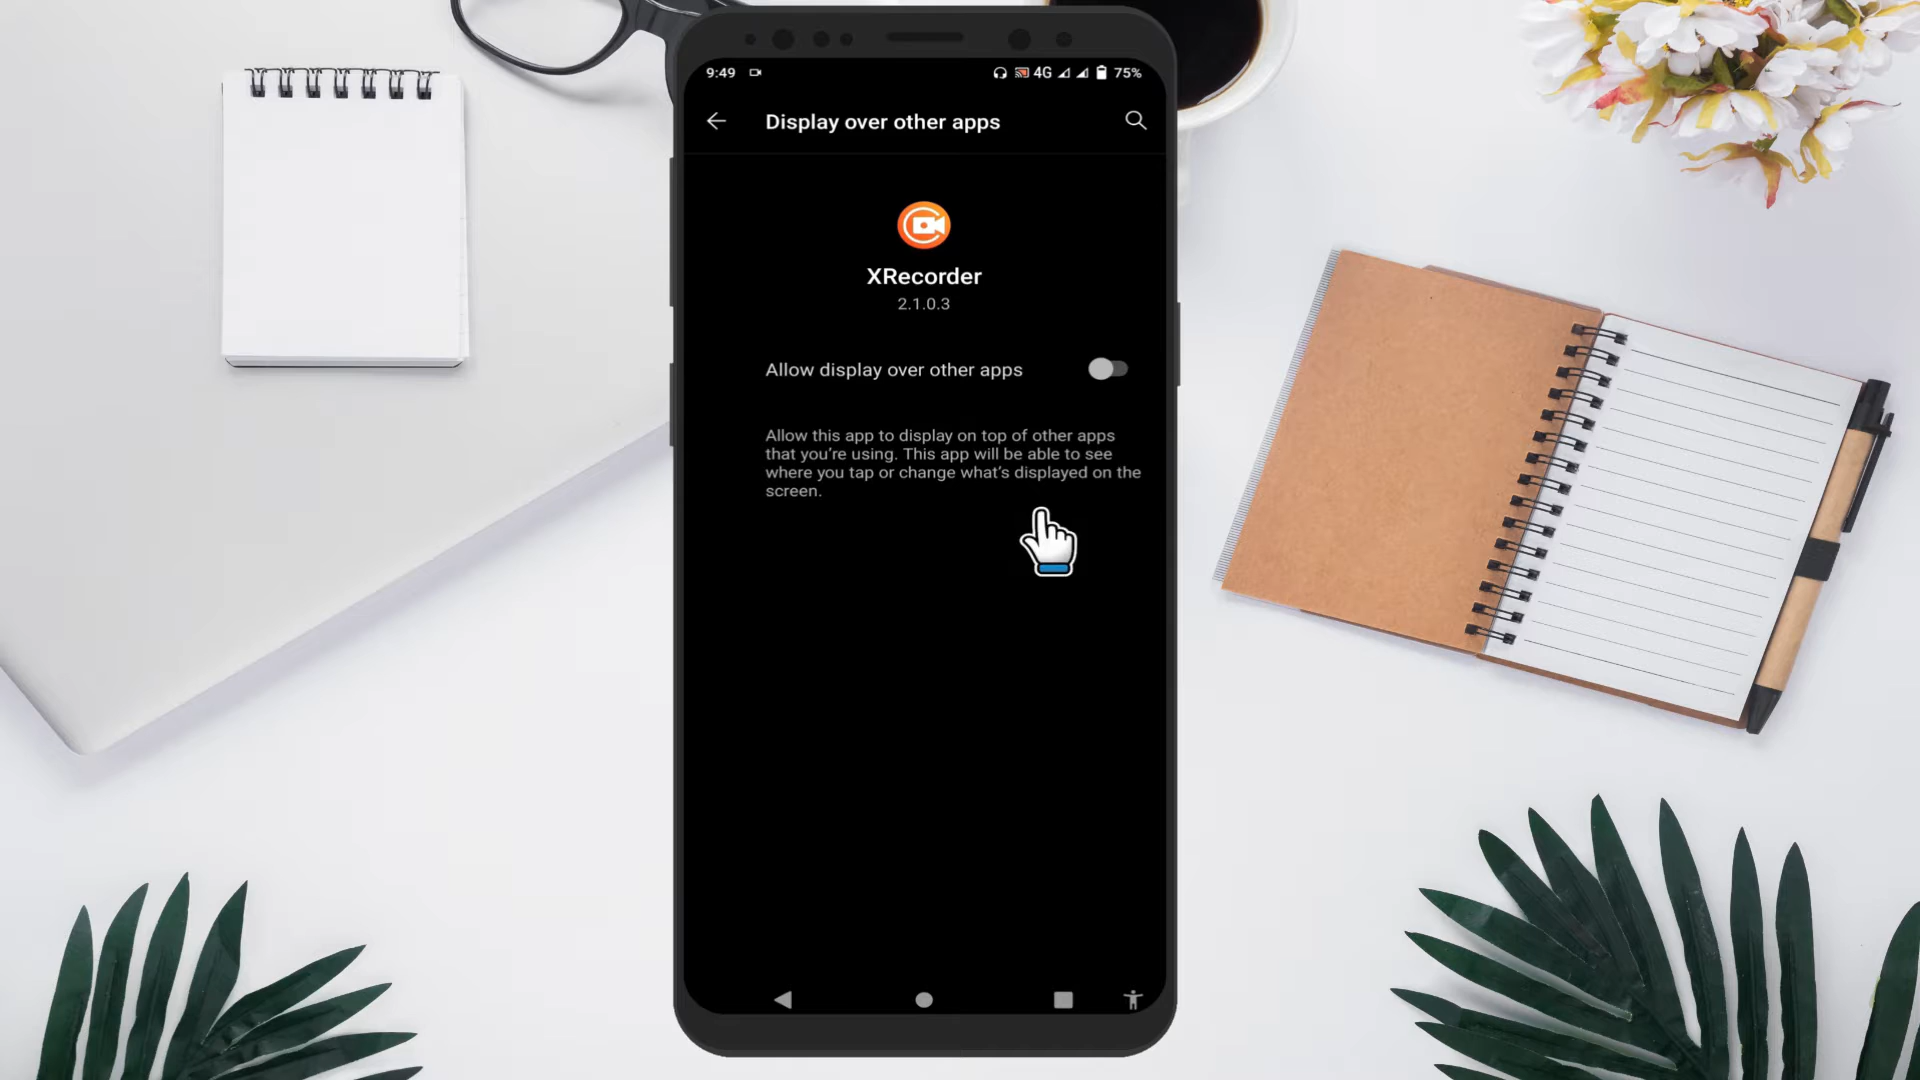 9:49 4G 75%
Display over other apps
XRecorder
2.1.0.3
Allow display over other apps
Allow this app to display on top of other apps
that you're using. This app will be able to see
where you tap or change what's displayed on the
screen.